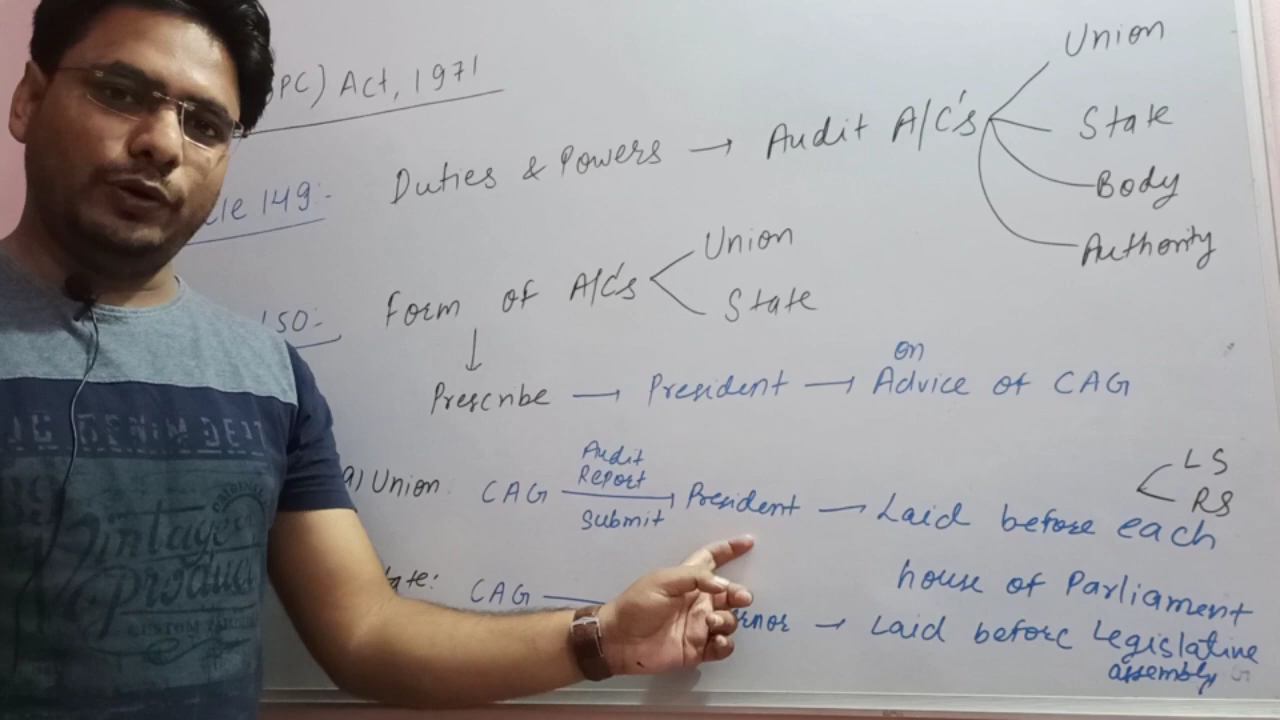 PC) Act, 1971
cle 149:- Duties & Powers → Audit A/C's
Union
State
Body
Authority
150:- Form of A/C's
Union
State
↓
Prescribe → President → on Advice of CAG
a) Union CAG Audit Report Submit → President → Laid before each
LS
RS
house of Parliament
ate: CAG rnor → Laid before Legislative
assembly
Vintage
Product